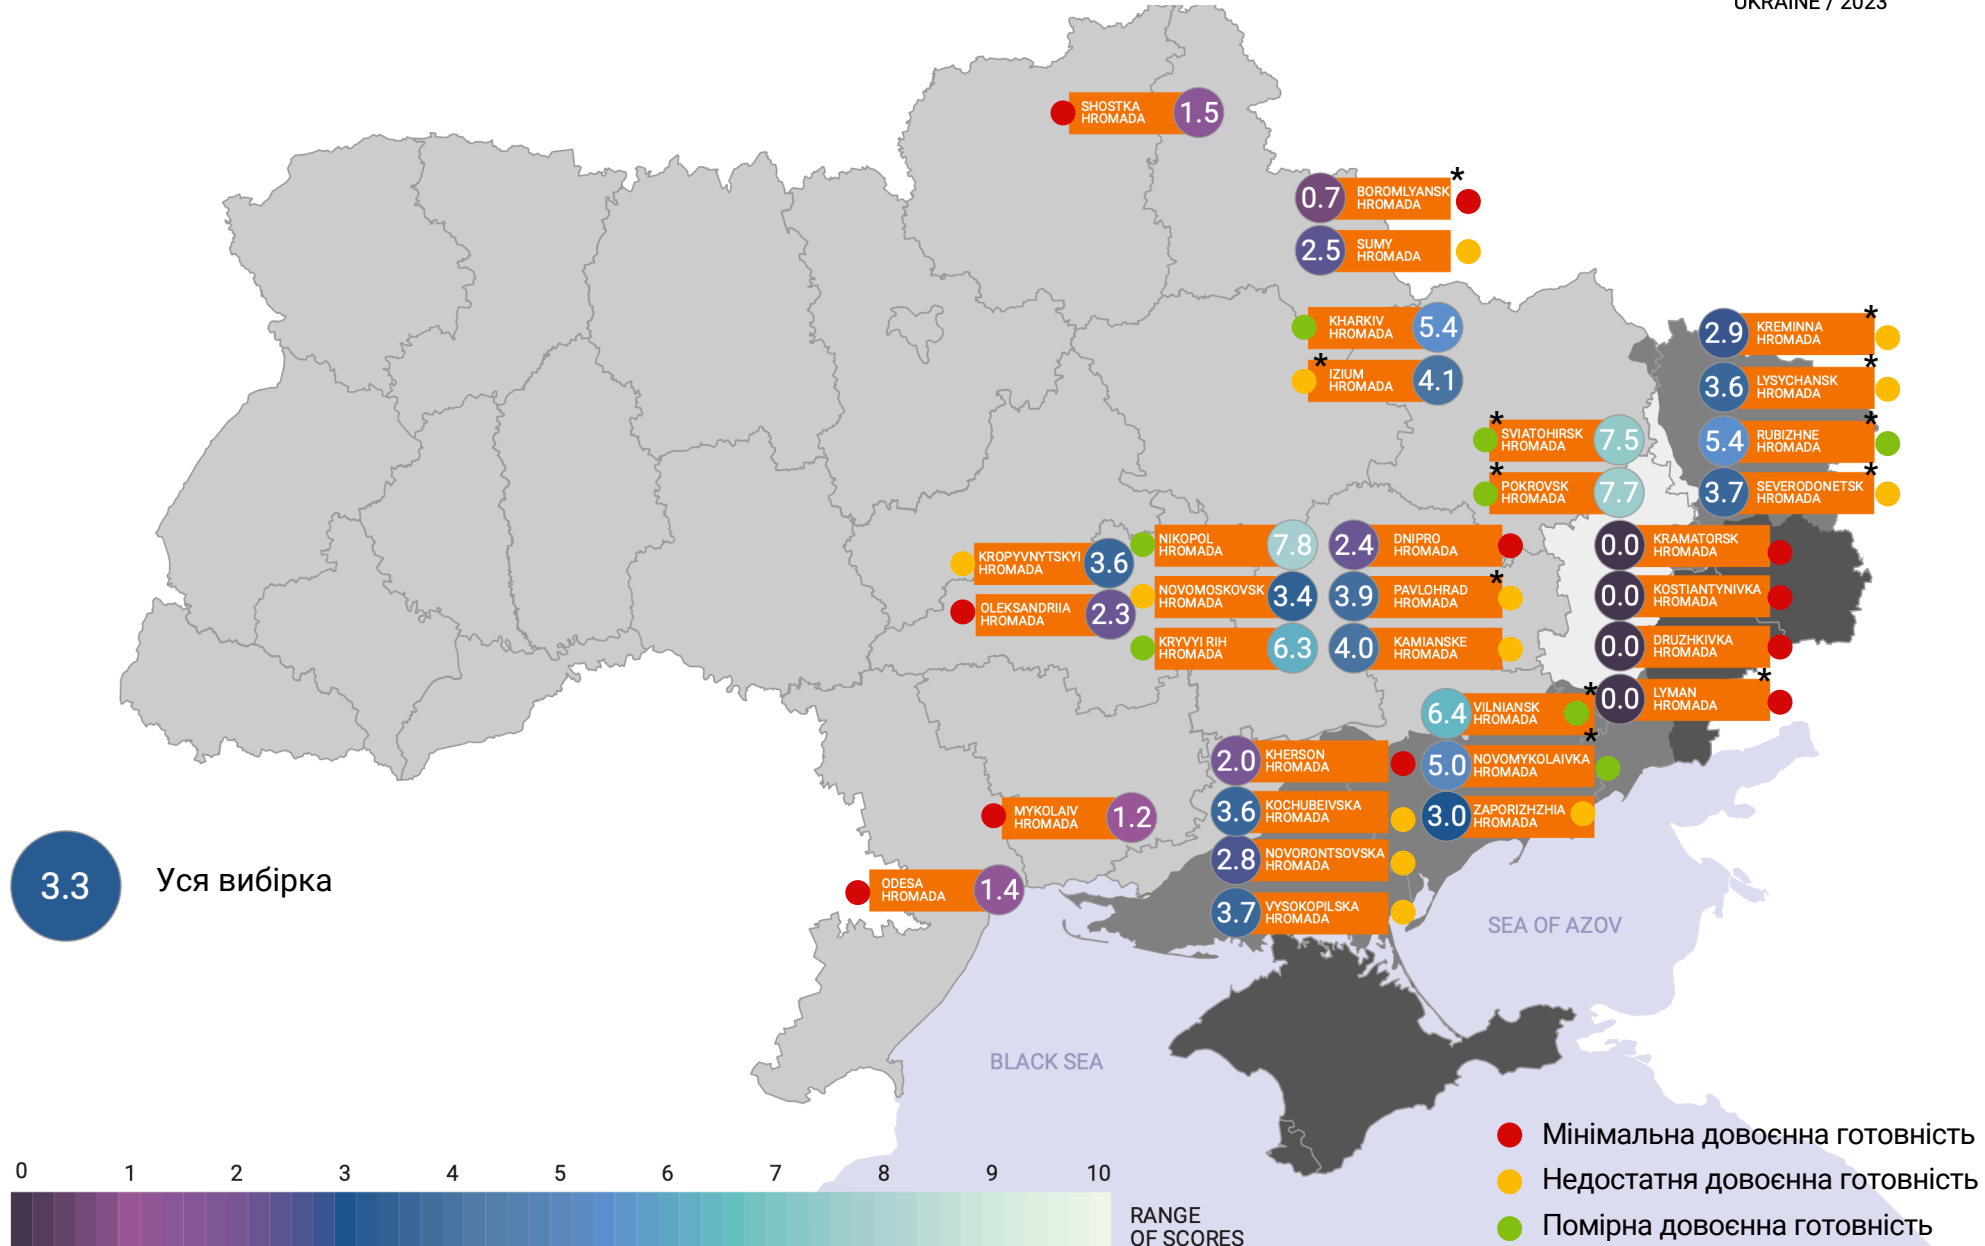 UKRAINE / 2023
SHOSTKA
HROMADA
1.5
*
0.7
BOROMLYANSK
HROMADA
2.5
SUMY
HROMADA
KHARKIV
HROMADA
5.4
*
IZIUM
HROMADA
4.1
*
2.9
KREMINNA
HROMADA
*
3.6
LYSYCHANSK
HROMADA
*
5.4
RUBIZHNE
HROMADA
*
3.7
SEVERODONETSK
HROMADA
*
SVIATOHIRSK
HROMADA
7.5
*
POKROVSK
HROMADA
7.7
KROPYVNYTSKYI
HROMADA
3.6
OLEKSANDRIIA
HROMADA
2.3
NIKOPOL
HROMADA
7.8
NOVOMOSKOVSK
HROMADA
3.4
KRYVYI RIH
HROMADA
6.3
2.4
DNIPRO
HROMADA
*
3.9
PAVLOHRAD
HROMADA
4.0
KAMIANSKE
HROMADA
0.0
KRAMATORSK
HROMADA
0.0
KOSTIANTYNIVKA
HROMADA
0.0
DRUZHKIVKA
HROMADA
*
0.0
LYMAN
HROMADA
*
6.4
VILNIANSK
HROMADA
*
5.0
NOVOMYKOLAIVKA
HROMADA
3.0
ZAPORIZHZHIA
HROMADA
2.0
KHERSON
HROMADA
3.6
KOCHUBEIVSKA
HROMADA
2.8
NOVORONTSOVSKA
HROMADA
3.7
VYSOKOPILSKA
HROMADA
MYKOLAIV
HROMADA
1.2
ODESA
HROMADA
1.4
3.3
Уся вибірка
SEA OF AZOV
BLACK SEA
Мінімальна довоєнна готовність
Недостатня довоєнна готовність
Помірна довоєнна готовність
0 1 2 3 4 5 6 7 8 9 10
RANGE
OF SCORES